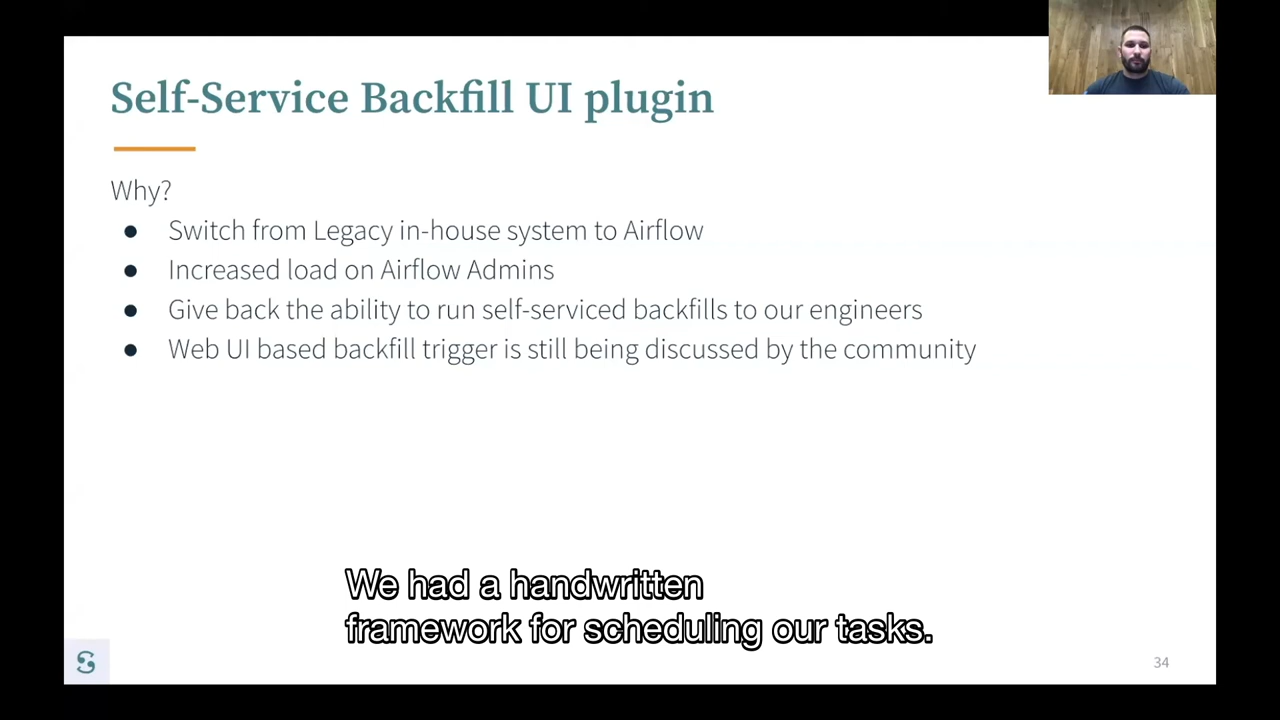 Self-Service Backfill UI plugin
Why?
● Switch from Legacy in-house system to Airflow
● Increased load on Airflow Admins
● Give back the ability to run self-serviced backfills to our engineers
● Web UI based backfill trigger is still being discussed by the community
We had a handwritten
framework for scheduling our tasks.
34